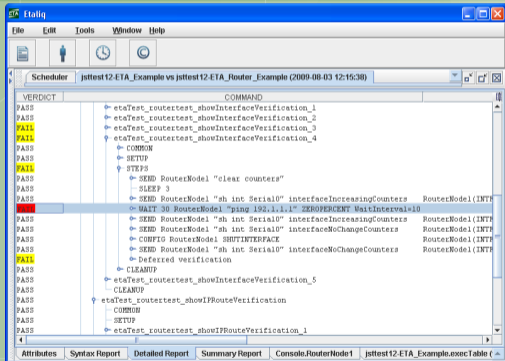 Etaliq
File Edit Tools Window Help
Scheduler jsttest12-ETA_Example vs jsttest12-ETA_Router_Example (2009-08-03 12:15:38)
VERDICT COMMAND
PASS etaTest_routertest_showInterfaceVerification_1
PASS etaTest_routertest_showInterfaceVerification_2
FAIL etaTest_routertest_showInterfaceVerification_3
FAIL etaTest_routertest_showInterfaceVerification_4
PASS COMMON
PASS SETUP
FAIL STEPS
PASS SEND RouterNode1 "clear counters"
PASS SLEEP 3
PASS SEND RouterNode1 "sh int Serial0" interfaceIncreasingCounters RouterNode1(INTF
FAIL WAIT 30 RouterNode1 "ping 192.1.1.1" ZEROPERCENT WaitInterval=10
PASS SEND RouterNode1 "sh int Serial0" interfaceIncreasingCounters RouterNode1(INTF
PASS SEND RouterNode1 "sh int Serial0" interfaceNoChangeCounters RouterNode1(INTF
PASS CONFIG RouterNode1 SHUTINTERFACE
PASS SEND RouterNode1 "sh int Serial0" interfaceNoChangeCounters RouterNode1(INTF
FAIL Deferred verification
PASS CLEANUP
PASS etaTest_routertest_showInterfaceVerification_5
PASS CLEANUP
PASS etaTest_routertest_showIPRouteVerification
PASS COMMON
PASS SETUP
PASS etaTest_routertest_showIPRouteVerification_1
Attributes Syntax Report Detailed Report Summary Report Console.RouterNode1 jsttest12-ETA_Example.execTable (